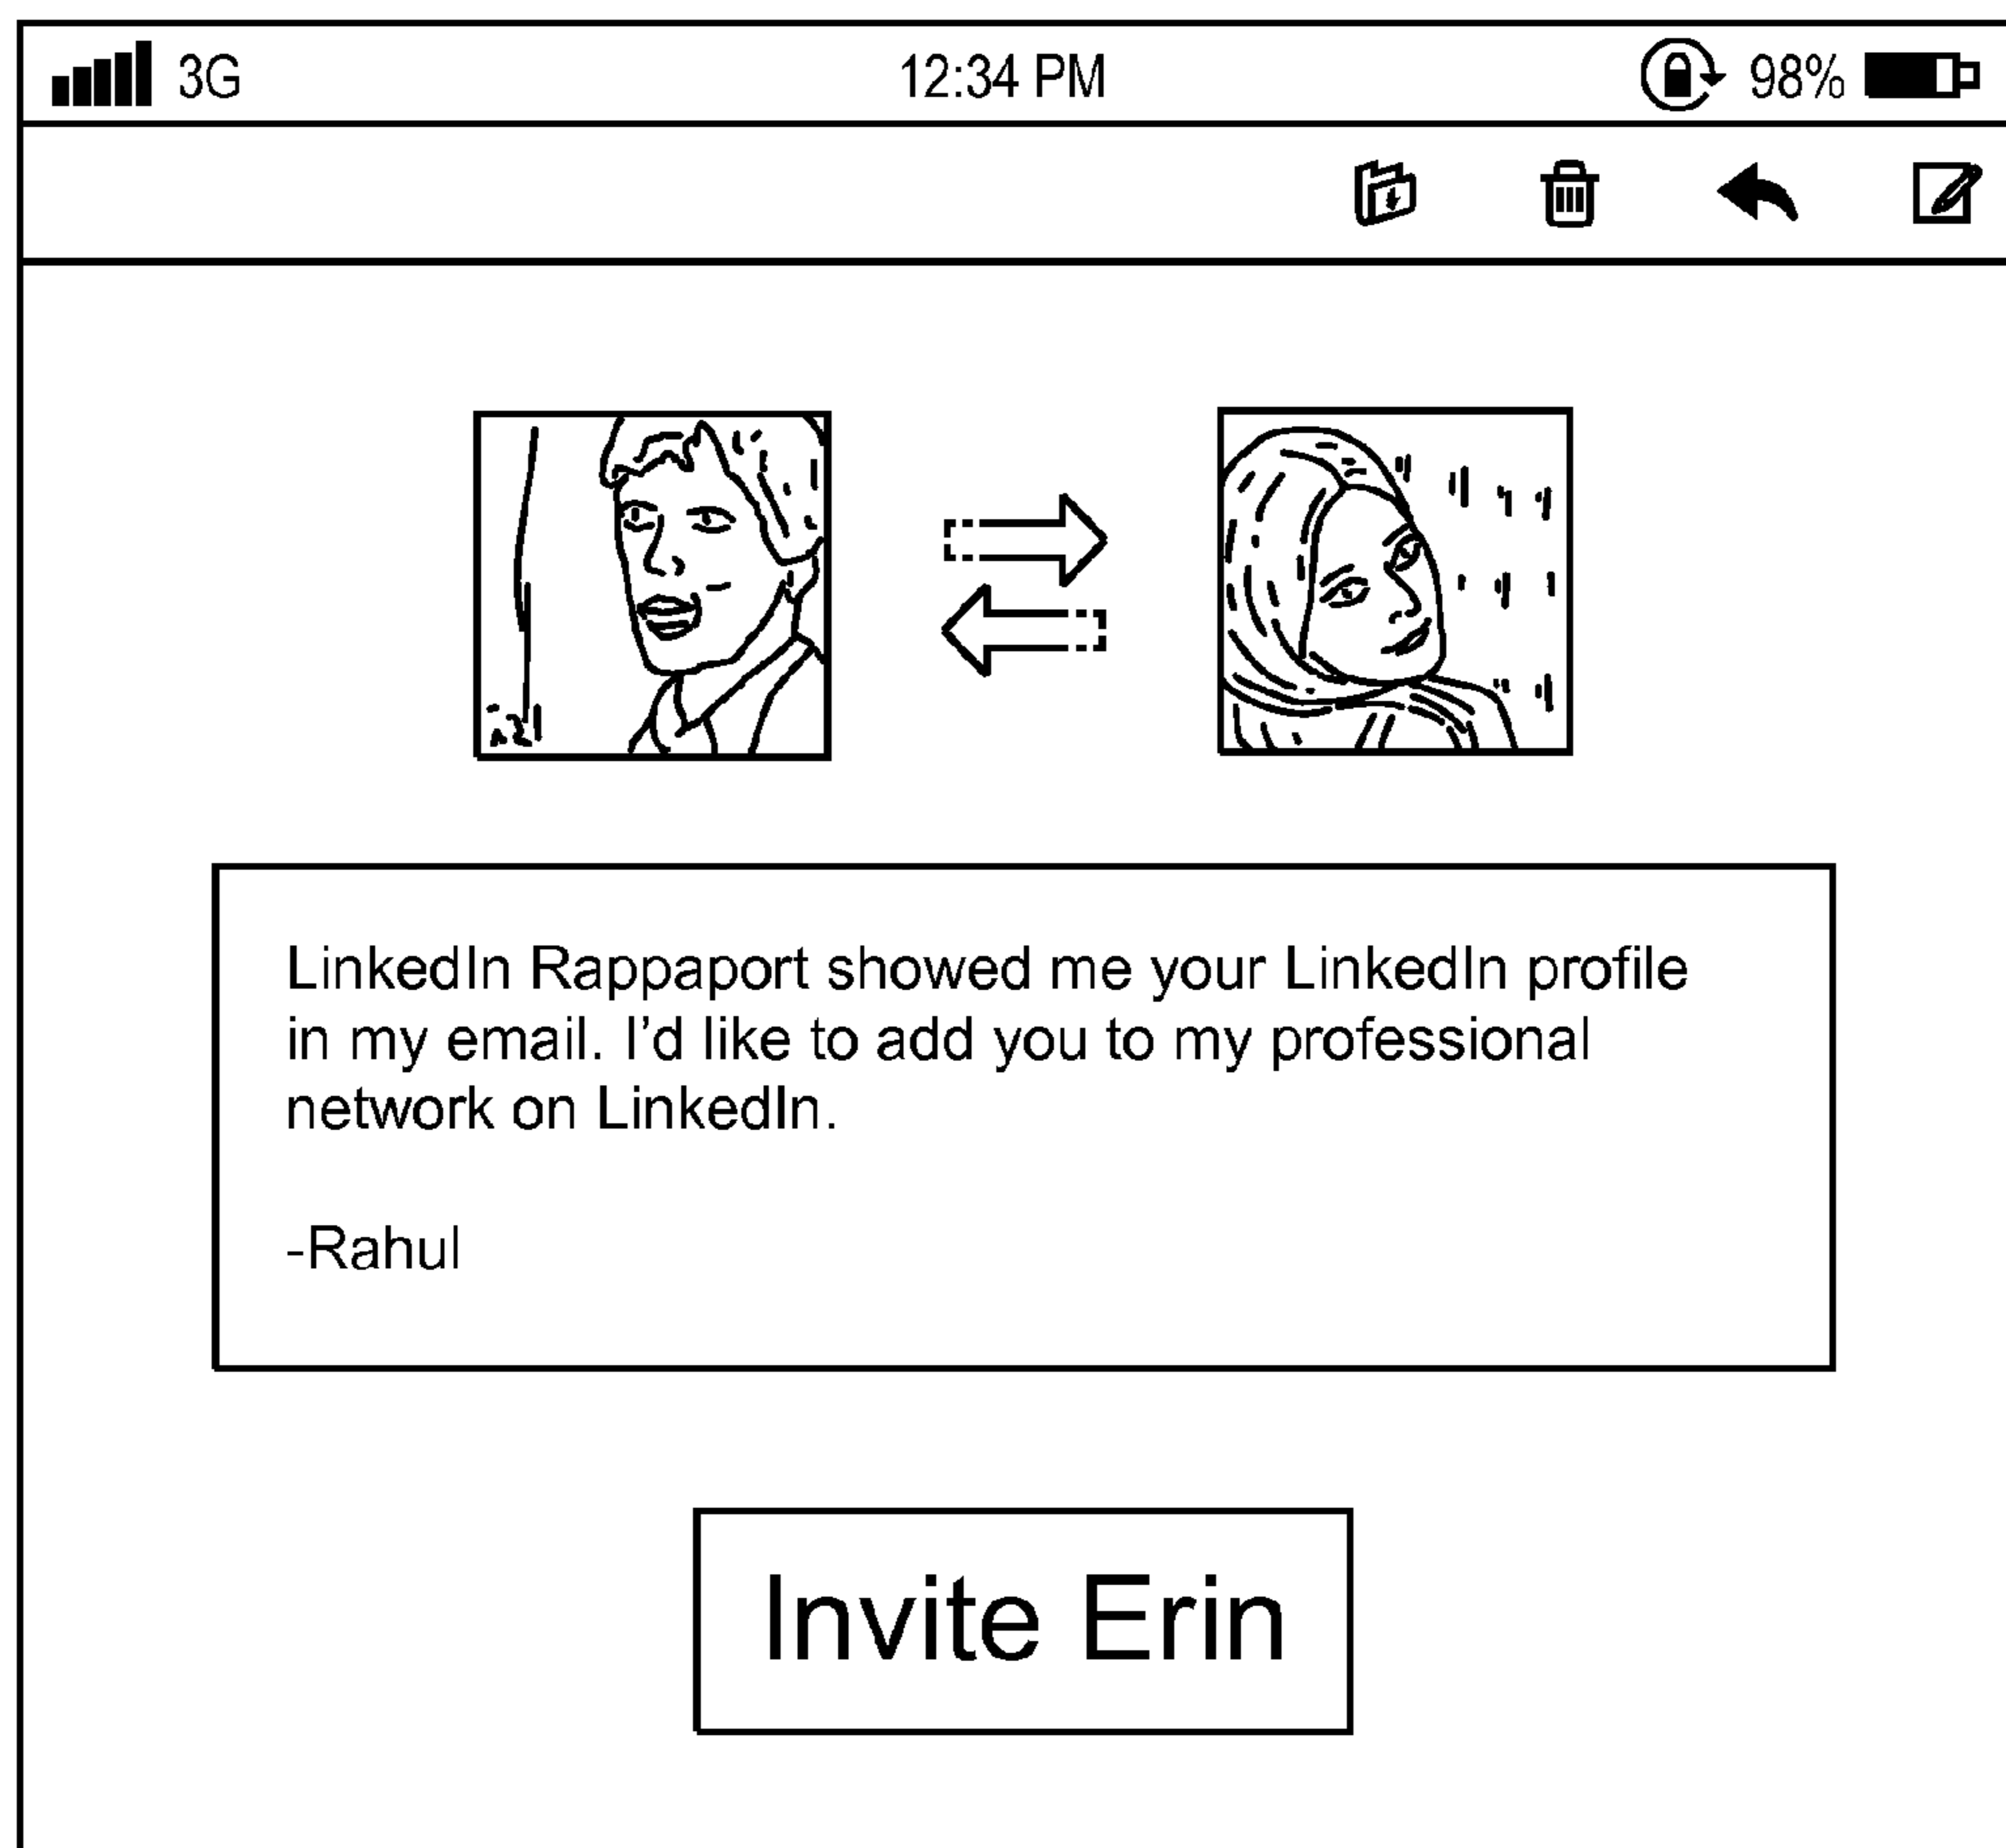 3G 12:34 PM 98%
LinkedIn Rappaport showed me your LinkedIn profile
in my email. I’d like to add you to my professional
network on LinkedIn.
-Rahul
Invite Erin